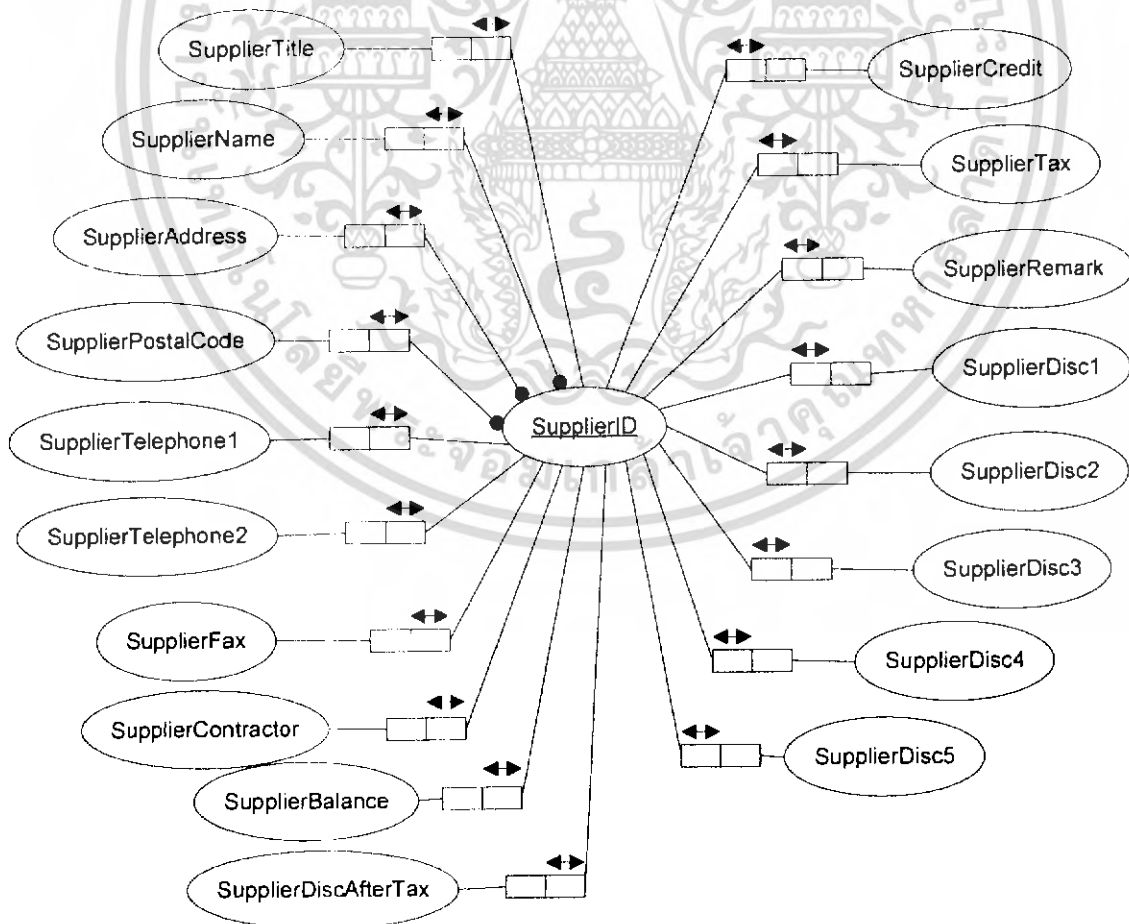 SupplierTitle
SupplierName
SupplierAddress
SupplierPostalCode
SupplierTelephone1
SupplierTelephone2
SupplierFax
SupplierContractor
SupplierBalance
SupplierDiscAfterTax
SupplierID
SupplierCredit
SupplierTax
SupplierRemark
SupplierDisc1
SupplierDisc2
SupplierDisc3
SupplierDisc4
SupplierDisc5